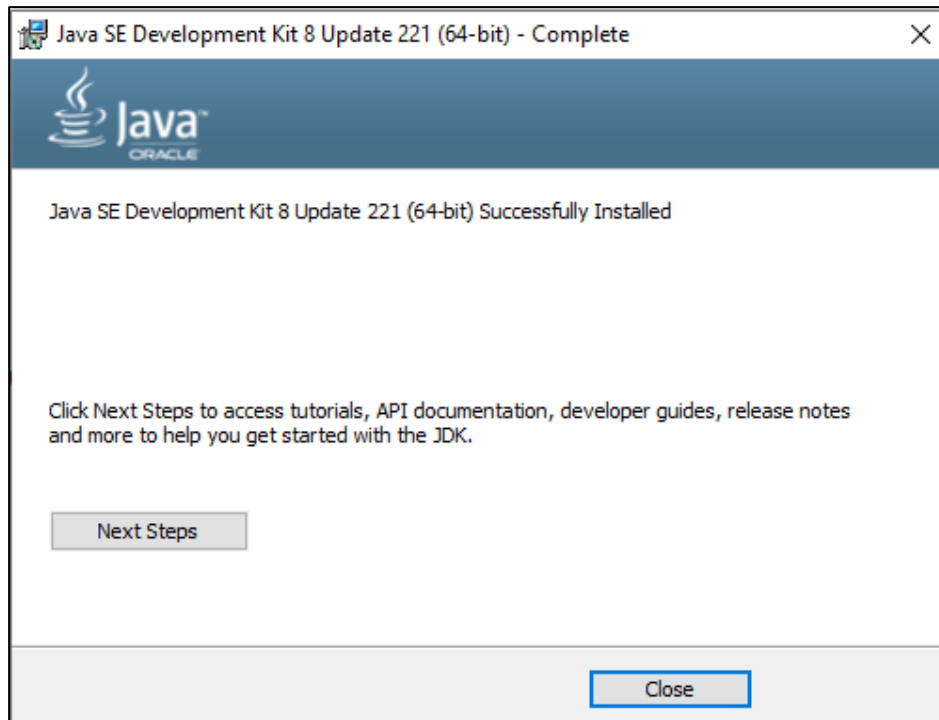 Java SE Development Kit 8 Update 221 (64-bit) - Complete
Java™
ORACLE
Java SE Development Kit 8 Update 221 (64-bit) Successfully Installed
Click Next Steps to access tutorials, API documentation, developer guides, release notes
and more to help you get started with the JDK.
Next Steps
Close